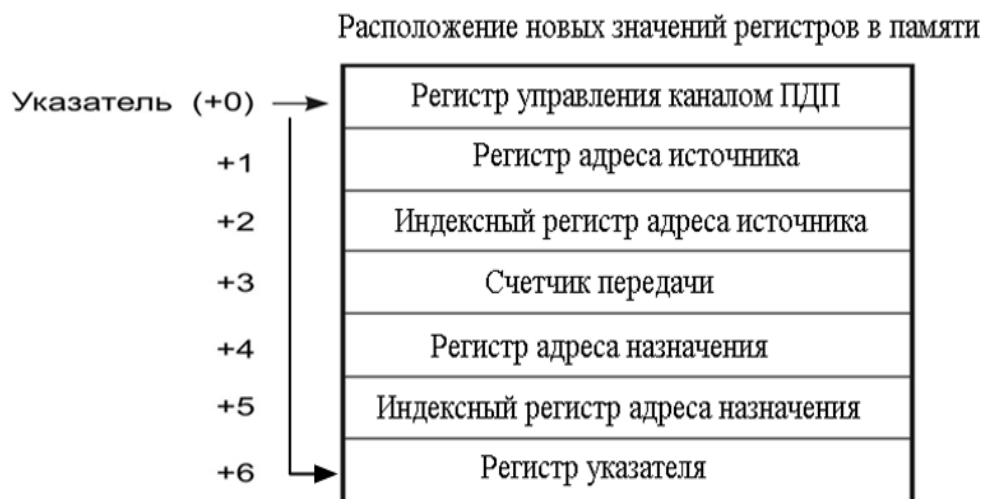 Расположение новых значений регистров в памяти
Указатель (+0) Регистр управления каналом ПДП
+1 Регистр адреса источника
+2 Индексный регистр адреса источника
+3 Счетчик передачи
+4 Регистр адреса назначения
+5 Индексный регистр адреса назначения
+6 Регистр указателя